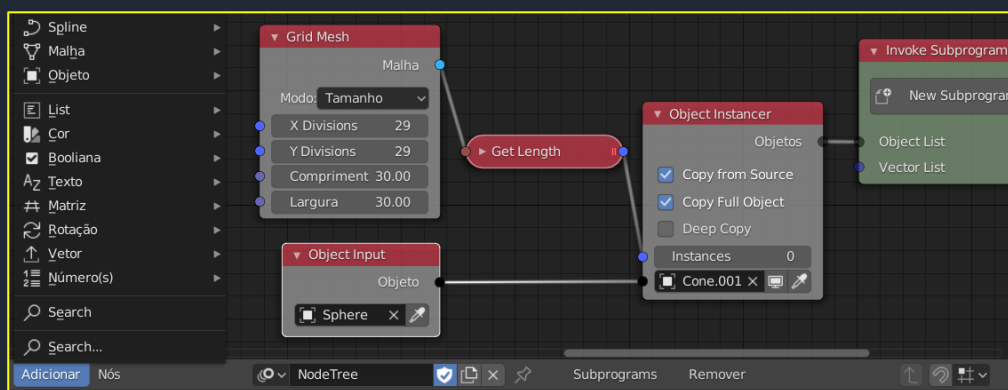 Spline
Malha
Objeto
List
Cor
Booliana
Texto
Matriz
Rotação
Vetor
Número(s)
Search
Search...
Grid Mesh
Malha
Modo: Tamanho
X Divisions 29
Y Divisions 29
Compriment 30.00
Largura 30.00
Object Input
Objeto
Sphere
Get Length
Object Instancer
Objetos
Copy from Source
Copy Full Object
Deep Copy
Instances 0
Cone.001
Invoke Subprogram
New Subprogram
Object List
Vector List
Adicionar Nós NodeTree Subprograms Remover